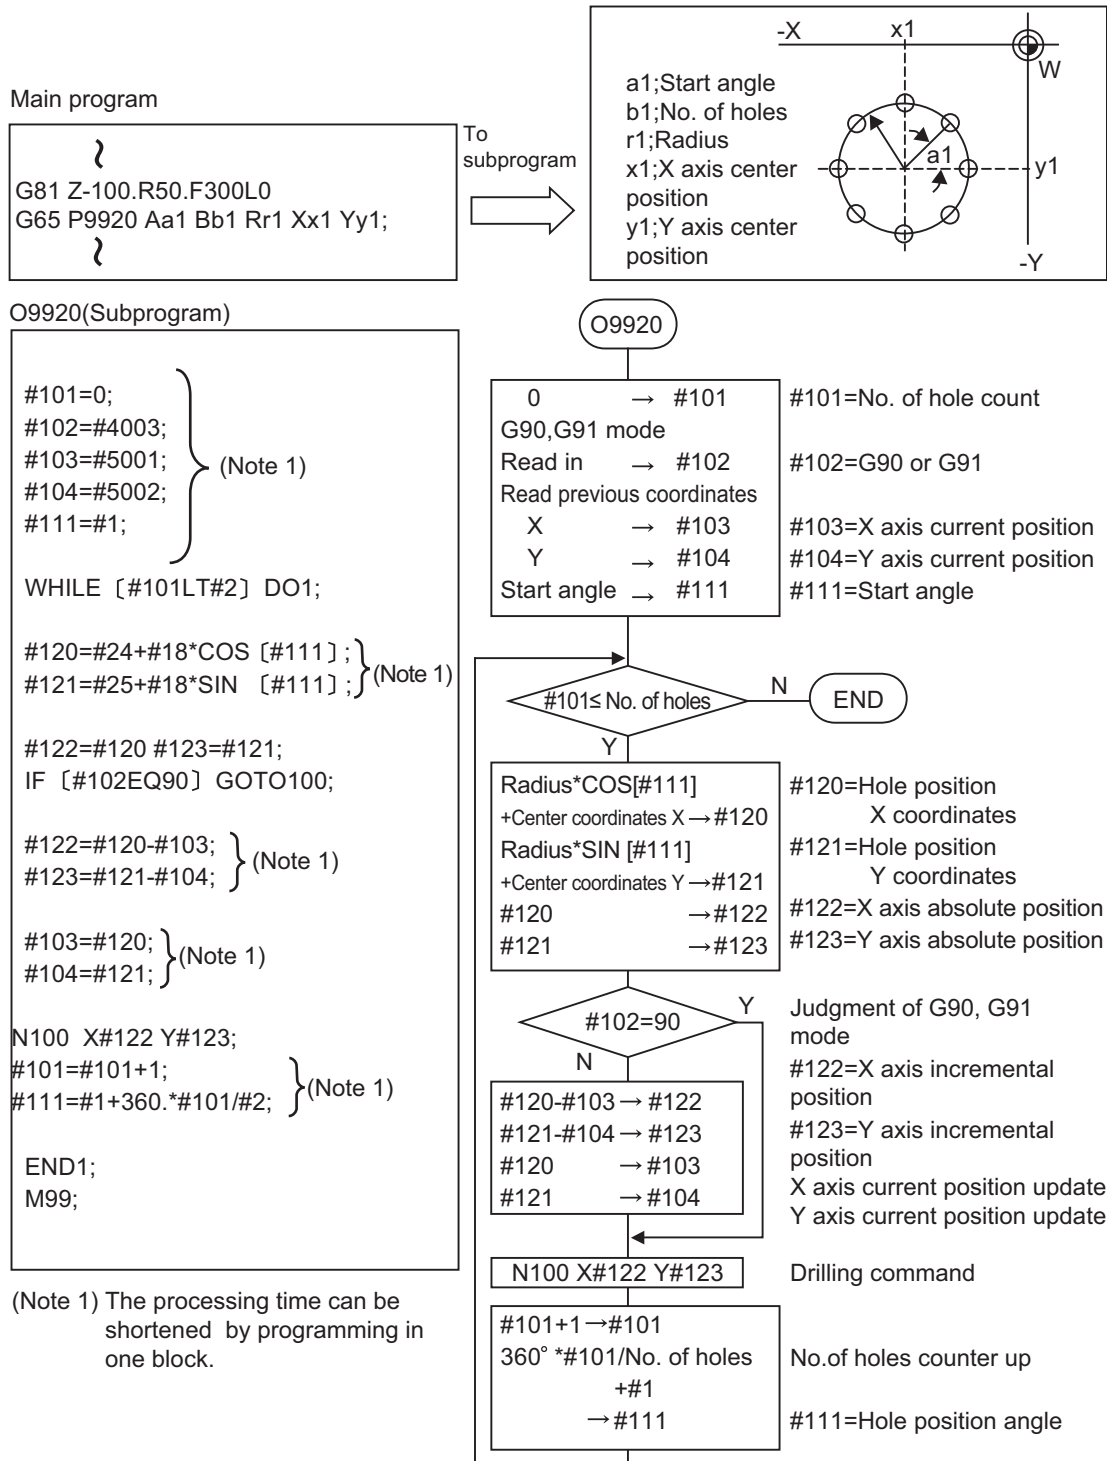 Main program
G81 Z-100.R50.F300L0
G65 P9920 Aa1 Bb1 Rr1 Xx1 Yy1;
To
subprogram
a1;Start angle
b1;No. of holes
r1;Radius
x1;X axis center
position
y1;Y axis center
position
-X
x1
W
a1
y1
-Y
O9920(Subprogram)
#101=0;
#102=#4003;
#103=#5001;
#104=#5002;
#111=#1;
(Note 1)
WHILE [#101LT#2] DO1;
#120=#24+#18*COS [#111] ;
#121=#25+#18*SIN [#111] ;
(Note 1)
#122=#120 #123=#121;
IF [#102EQ90] GOTO100;
#122=#120-#103;
#123=#121-#104;
(Note 1)
#103=#120;
#104=#121;
(Note 1)
N100 X#122 Y#123;
#101=#101+1;
#111=#1+360.*#101/#2;
(Note 1)
END1;
M99;
(Note 1) The processing time can be
shortened by programming in
one block.
O9920
0 → #101
G90,G91 mode
Read in → #102
Read previous coordinates
X → #103
Y → #104
Start angle → #111
#101=No. of hole count
#102=G90 or G91
#103=X axis current position
#104=Y axis current position
#111=Start angle
#101≤ No. of holes
N
END
Y
Radius*COS[#111]
+Center coordinates X →#120
Radius*SIN [#111]
+Center coordinates Y →#121
#120 →#122
#121 →#123
#120=Hole position
X coordinates
#121=Hole position
Y coordinates
#122=X axis absolute position
#123=Y axis absolute position
#102=90
Y
N
Judgment of G90, G91
mode
#120-#103→ #122
#121-#104→ #123
#120 →#103
#121 →#104
#122=X axis incremental
position
#123=Y axis incremental
position
X axis current position update
Y axis current position update
N100 X#122 Y#123
Drilling command
#101+1→#101
360° *#101/No. of holes
+#1
→#111
No.of holes counter up
#111=Hole position angle